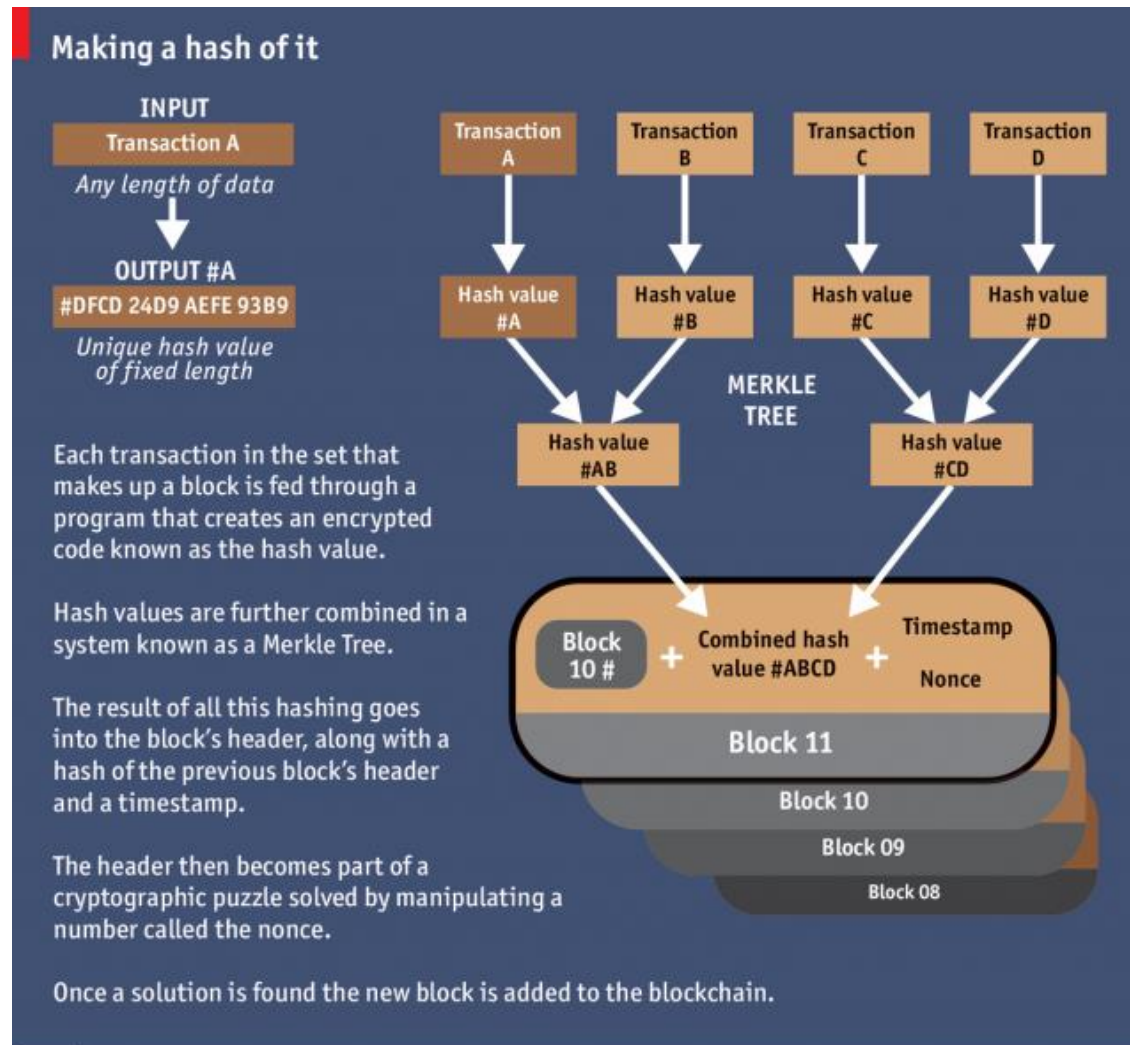 Making a hash of it
INPUT
Transaction A
Any length of data
OUTPUT #A
#DFCD 24D9 AEFE 93B9
Unique hash value
of fixed length
Each transaction in the set that
makes up a block is fed through a
program that creates an encrypted
code known as the hash value.
Hash values are further combined in a
system known as a Merkle Tree.
The result of all this hashing goes
into the block's header, along with a
hash of the previous block's header
and a timestamp.
The header then becomes part of a
cryptographic puzzle solved by manipulating a
number called the nonce.
Once a solution is found the new block is added to the blockchain.
Transaction
A
Transaction
B
Transaction
C
Transaction
D
Hash value
#A
Hash value
#B
Hash value
#C
Hash value
#D
MERKLE
TREE
Hash value
#AB
Hash value
#CD
Block
10 #
+
Combined hash
value #ABCD
+
Timestamp
Nonce
Block 11
Block 10
Block 09
Block 08